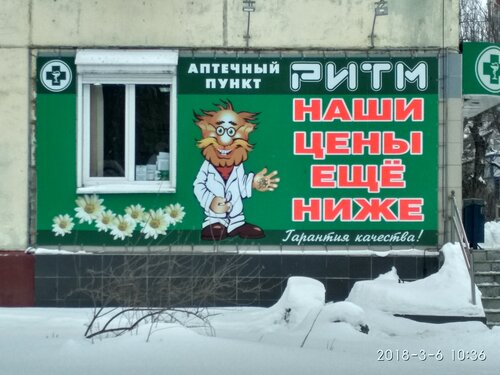 АПТЕЧНЫЙ
ПУНКТ
РИТМ
НАШИ
ЦЕНЫ
ЕЩЁ
НИЖЕ
Гарантия качества!
2018-3-6 10:36